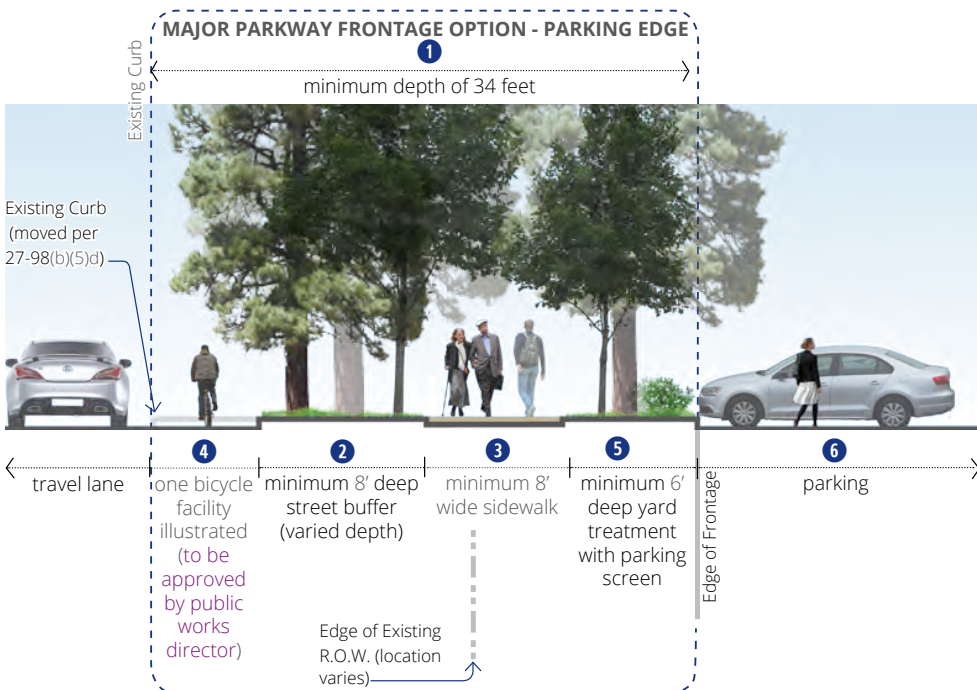 MAJOR PARKWAY FRONTAGE OPTION - PARKING EDGE
1
minimum depth of 34 feet
Existing Curb
Existing Curb
(moved per
27-98(b)(5)d)
4
2
3
5
6
travel lane
one bicycle
facility
illustrated
(to be
approved
by public
works
director)
minimum 8’ deep
street buffer
(varied depth)
minimum 8’
wide sidewalk
minimum 6’
deep yard
treatment
with parking
screen
Edge of Frontage
parking
Edge of Existing
R.O.W. (location
varies)